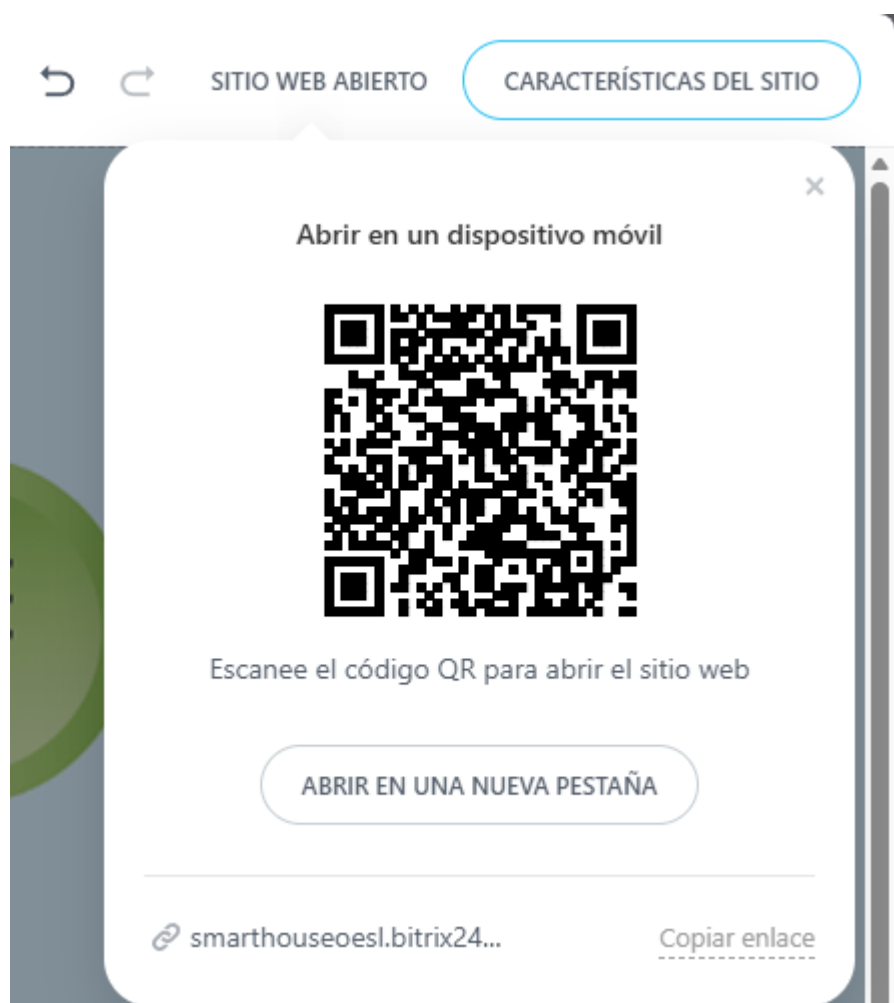 SITIO WEB ABIERTO
CARACTERÍSTICAS DEL SITIO
Abrir en un dispositivo móvil
Escanee el código QR para abrir el sitio web
ABRIR EN UNA NUEVA PESTAÑA
smarthouseoesl.bitrix24...
Copiar enlace